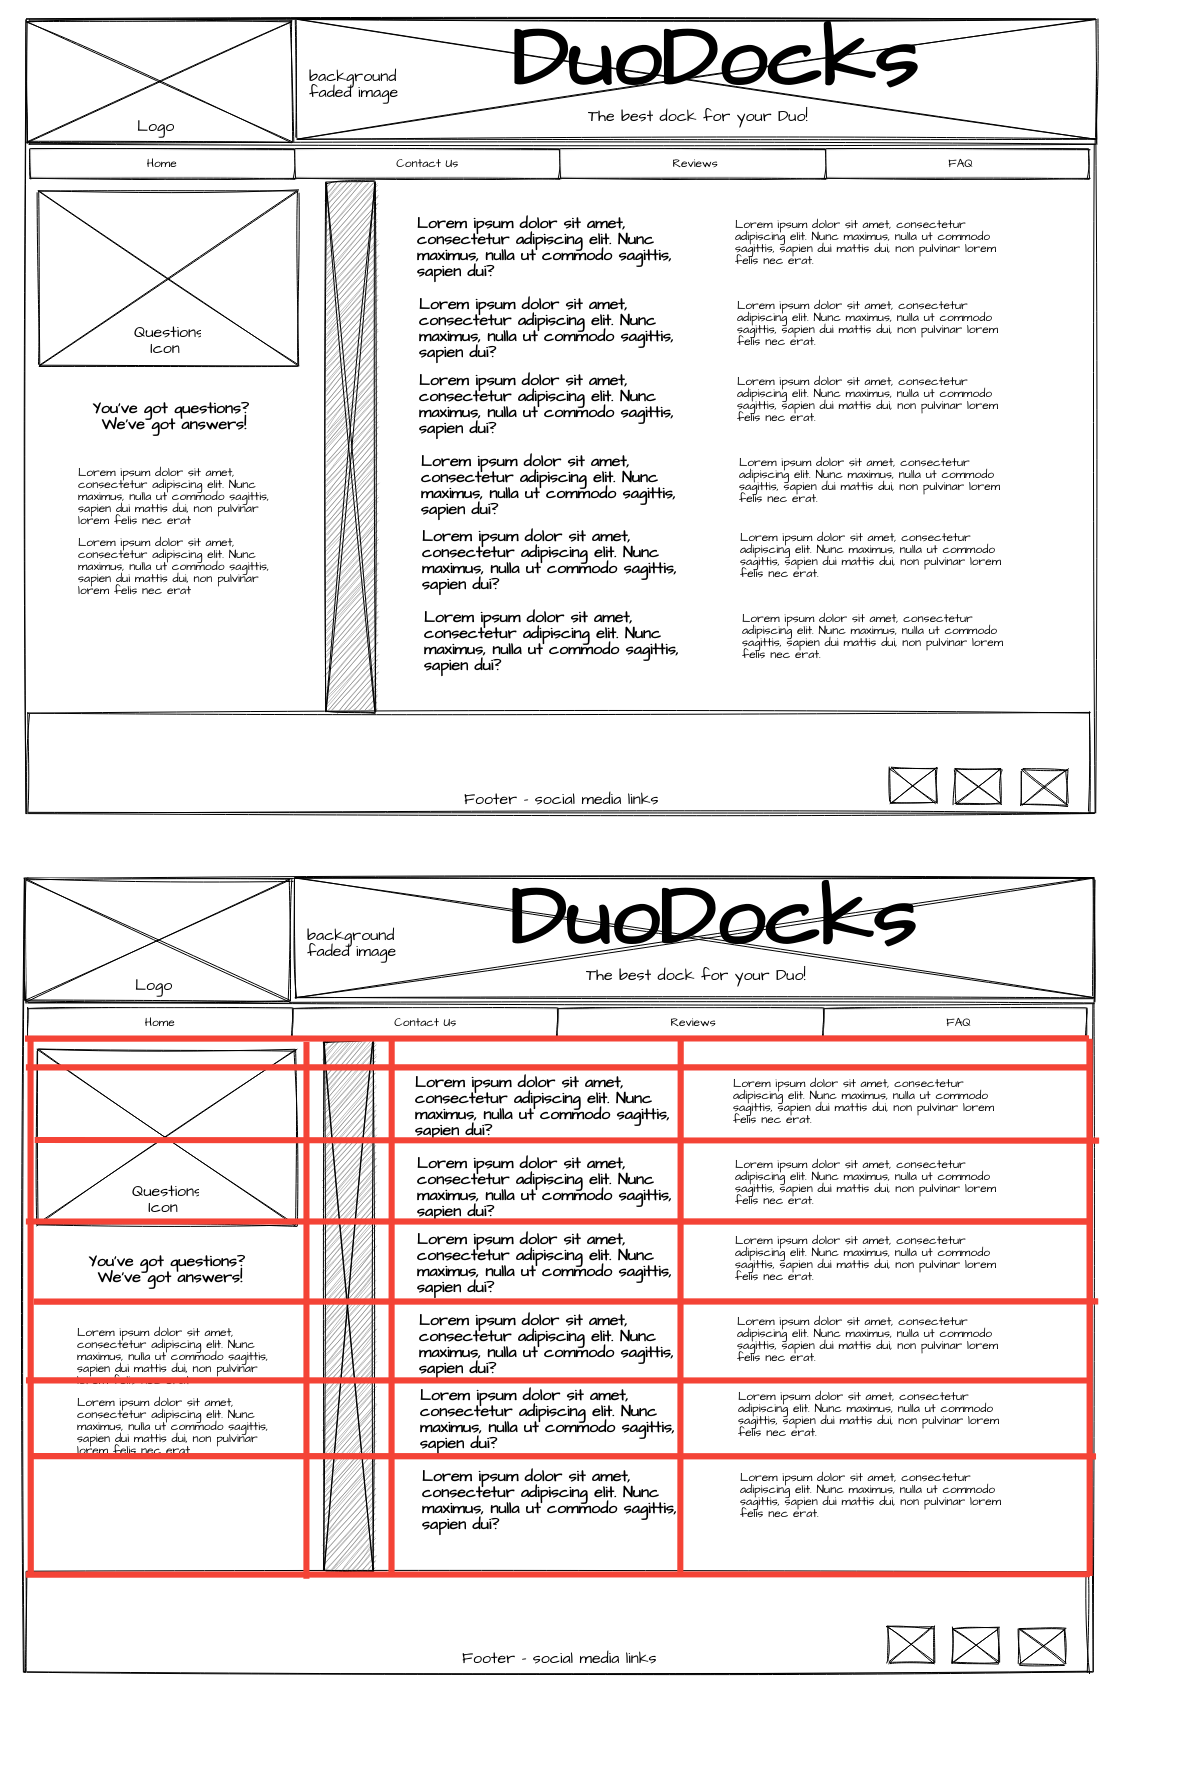 DuoDocks
background
faded image
The best dock for your Duo!
Logo
Home
Contact Us
Reviews
FAQ
Questions
Icon
You've got questions?
We've got answers!
Lorem ipsum dolor sit amet,
consectetur adipiscing elit. Nunc
maximus, nulla ut commodo sagittis,
sapien dui mattis dui, non pulvinar
lorem felis nec erat
Lorem ipsum dolor sit amet,
consectetur adipiscing elit. Nunc
maximus, nulla ut commodo sagittis,
sapien dui mattis dui, non pulvinar
lorem felis nec erat
Lorem ipsum dolor sit amet,
consectetur adipiscing elit. Nunc
maximus, nulla ut commodo sagittis,
sapien dui?
Lorem ipsum dolor sit amet, consectetur
adipiscing elit. Nunc maximus, nulla ut commodo
sagittis, sapien dui mattis dui, non pulvinar lorem
felis nec erat.
Lorem ipsum dolor sit amet,
consectetur adipiscing elit. Nunc
maximus, nulla ut commodo sagittis,
sapien dui?
Lorem ipsum dolor sit amet, consectetur
adipiscing elit. Nunc maximus, nulla ut commodo
sagittis, sapien dui mattis dui, non pulvinar lorem
felis nec erat.
Lorem ipsum dolor sit amet,
consectetur adipiscing elit. Nunc
maximus, nulla ut commodo sagittis,
sapien dui?
Lorem ipsum dolor sit amet, consectetur
adipiscing elit. Nunc maximus, nulla ut commodo
sagittis, sapien dui mattis dui, non pulvinar lorem
felis nec erat.
Lorem ipsum dolor sit amet,
consectetur adipiscing elit. Nunc
maximus, nulla ut commodo sagittis,
sapien dui?
Lorem ipsum dolor sit amet, consectetur
adipiscing elit. Nunc maximus, nulla ut commodo
sagittis, sapien dui mattis dui, non pulvinar lorem
felis nec erat.
Lorem ipsum dolor sit amet,
consectetur adipiscing elit. Nunc
maximus, nulla ut commodo sagittis,
sapien dui?
Lorem ipsum dolor sit amet, consectetur
adipiscing elit. Nunc maximus, nulla ut commodo
sagittis, sapien dui mattis dui, non pulvinar lorem
felis nec erat.
Lorem ipsum dolor sit amet,
consectetur adipiscing elit. Nunc
maximus, nulla ut commodo sagittis,
sapien dui?
Lorem ipsum dolor sit amet, consectetur
adipiscing elit. Nunc maximus, nulla ut commodo
sagittis, sapien dui mattis dui, non pulvinar lorem
felis nec erat.
Footer - social media links
DuoDocks
background
faded image
The best dock for your Duo!
Logo
Home
Contact Us
Reviews
FAQ
Questions
Icon
You've got questions?
We've got answers!
Lorem ipsum dolor sit amet,
consectetur adipiscing elit. Nunc
maximus, nulla ut commodo sagittis,
sapien dui mattis dui, non pulvinar
Lorem ipsum dolor sit amet,
consectetur adipiscing elit. Nunc
maximus, nulla ut commodo sagittis,
sapien dui mattis dui, non pulvinar
lorem felis nec erat
Lorem ipsum dolor sit amet,
consectetur adipiscing elit. Nunc
maximus, nulla ut commodo sagittis,
sapien dui?
Lorem ipsum dolor sit amet, consectetur
adipiscing elit. Nunc maximus, nulla ut commodo
sagittis, sapien dui mattis dui, non pulvinar lorem
felis nec erat.
Lorem ipsum dolor sit amet,
consectetur adipiscing elit. Nunc
maximus, nulla ut commodo sagittis,
sapien dui?
Lorem ipsum dolor sit amet, consectetur
adipiscing elit. Nunc maximus, nulla ut commodo
sagittis, sapien dui mattis dui, non pulvinar lorem
felis nec erat.
Lorem ipsum dolor sit amet,
consectetur adipiscing elit. Nunc
maximus, nulla ut commodo sagittis,
sapien dui?
Lorem ipsum dolor sit amet, consectetur
adipiscing elit. Nunc maximus, nulla ut commodo
sagittis, sapien dui mattis dui, non pulvinar lorem
felis nec erat.
Lorem ipsum dolor sit amet,
consectetur adipiscing elit. Nunc
maximus, nulla ut commodo sagittis,
sapien dui?
Lorem ipsum dolor sit amet, consectetur
adipiscing elit. Nunc maximus, nulla ut commodo
sagittis, sapien dui mattis dui, non pulvinar lorem
felis nec erat.
Lorem ipsum dolor sit amet,
consectetur adipiscing elit. Nunc
maximus, nulla ut commodo sagittis,
sapien dui?
Lorem ipsum dolor sit amet, consectetur
adipiscing elit. Nunc maximus, nulla ut commodo
sagittis, sapien dui mattis dui, non pulvinar lorem
felis nec erat.
Lorem ipsum dolor sit amet,
consectetur adipiscing elit. Nunc
maximus, nulla ut commodo sagittis,
sapien dui?
Lorem ipsum dolor sit amet, consectetur
adipiscing elit. Nunc maximus, nulla ut commodo
sagittis, sapien dui mattis dui, non pulvinar lorem
felis nec erat.
Footer - social media links